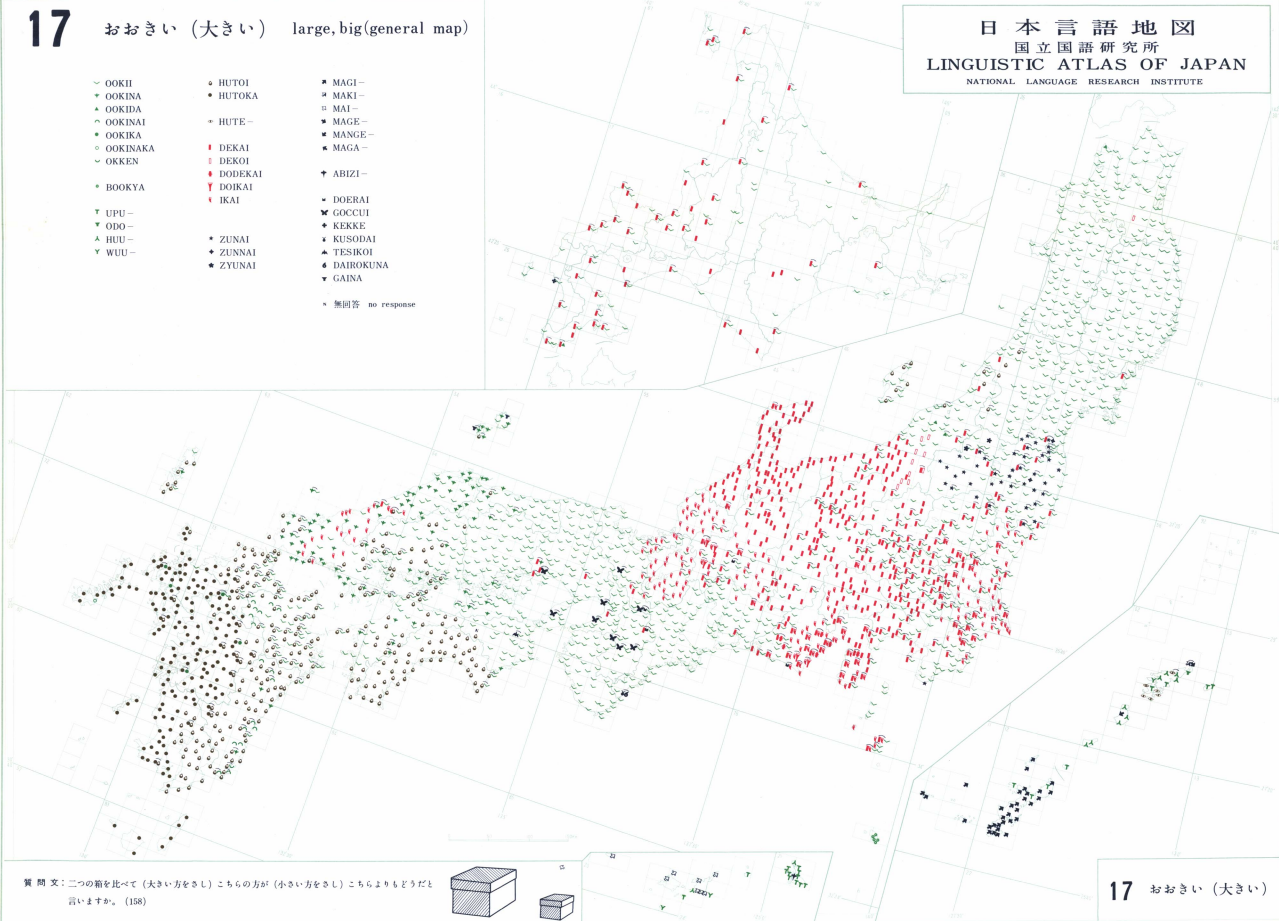 17 おおきい（大きい） large, big(general map)
日本言語地図
国立国語研究所
LINGUISTIC ATLAS OF JAPAN
NATIONAL LANGUAGE RESEARCH INSTITUTE
OOKII
OOKINA
OOKIDA
OOKINAI
OOKIKA
OOKINAKA
OKKEN
BOOKYA
UPU－
ODO－
HUU－
WUU－
HUTOI
HUTOKA
HUTE－
DEKAI
DEKOI
DODEKAI
DOIKAI
IKAI
ZUNAI
ZUNNAI
ZYUNAI
MAGI－
MAKI－
MAI－
MAGE－
MANGE－
MAGA－
ABIZI－
DOERAI
GOCCUI
KEKKE
KUSODAI
TESIKOI
DAIROKUNA
GAINA
無回答 no response
質問文：二つの箱を比べて（大きい方をさし）こちらの方が（小さい方をさし）こちらよりもどうだと
言いますか。(158)
17 おおきい（大きい）